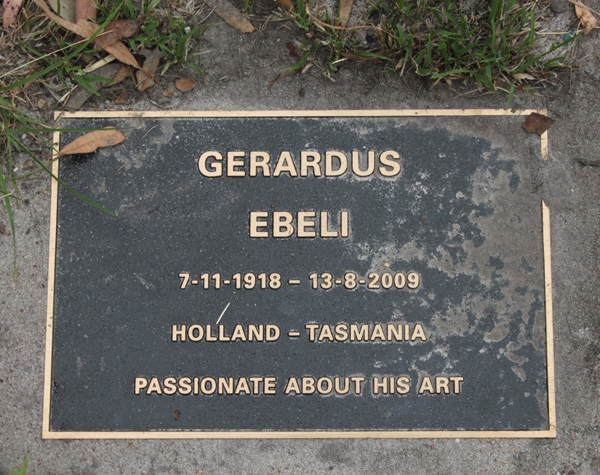 GERARDUS
EBELI
7-11-1918 – 13-8-2009
HOLLAND – TASMANIA
PASSIONATE ABOUT HIS ART